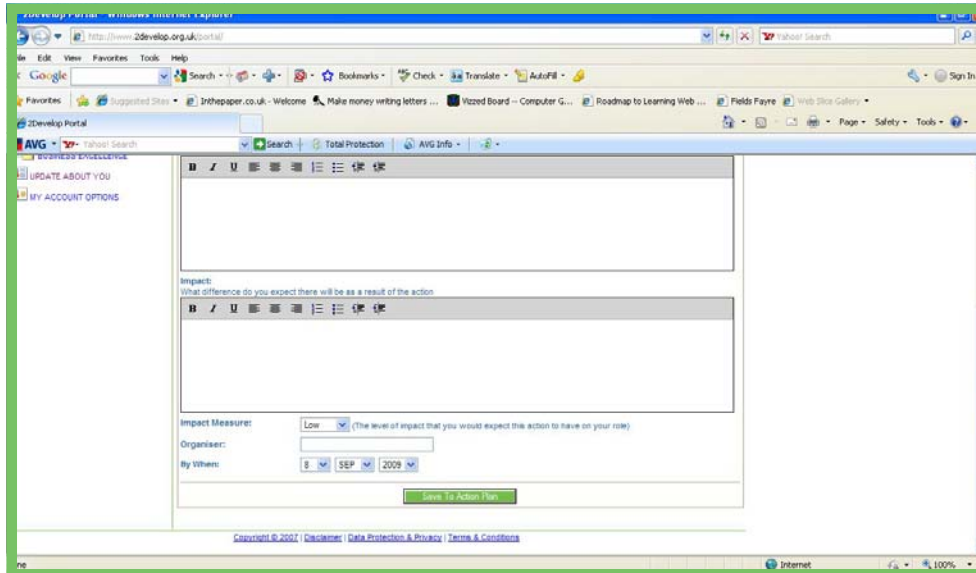 2Develop Portal - Windows Internet Explorer
http://www.2develop.org.uk/portal/
Yahoo! Search
Edit View Favorites Tools Help
Google Search Bookmarks Check Translate AutoFill Sign In
Favorites Suggested Sites Inthepaper.co.uk - Welcome Make money writing letters ... Vizzed Board -- Computer G... Roadmap to Learning Web ... Fields Fayre Web Slice Gallery
2Develop Portal Page Safety Tools
AVG Yahoo! Search Search Total Protection AVG Info
BUSINESS EXCELLENCE
UPDATE ABOUT YOU
MY ACCOUNT OPTIONS
B I U
Impact:
What difference do you expect there will be as a result of the action
B I U
Impact Measure: Low (The level of impact that you would expect this action to have on your role)
Organiser:
By When: 8 SEP 2009
Save To Action Plan
Copyright © 2007 | Disclaimer | Data Protection & Privacy | Terms & Conditions
Internet 100%